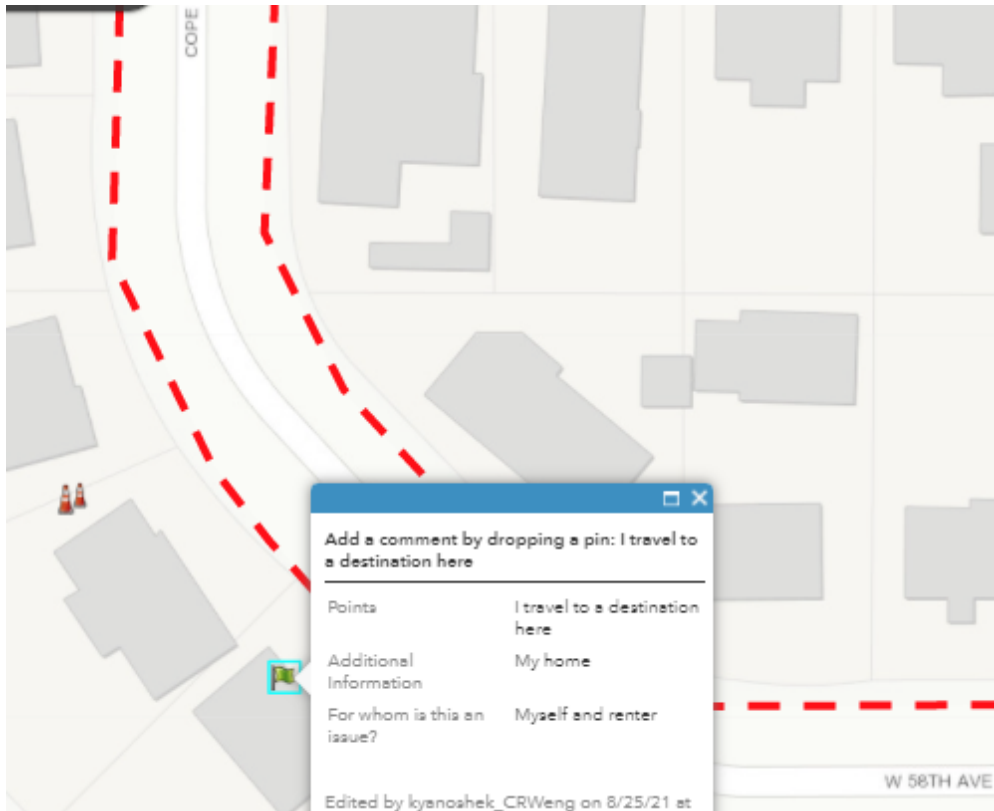 COPE
Add a comment by dropping a pin: I travel to
a destination here
Points
I travel to a destination
here
Additional
Information
My home
For whom is this an
issue?
Myself and renter
W 58TH AVE
Edited by kyanoshek_CRWeng on 8/25/21 at